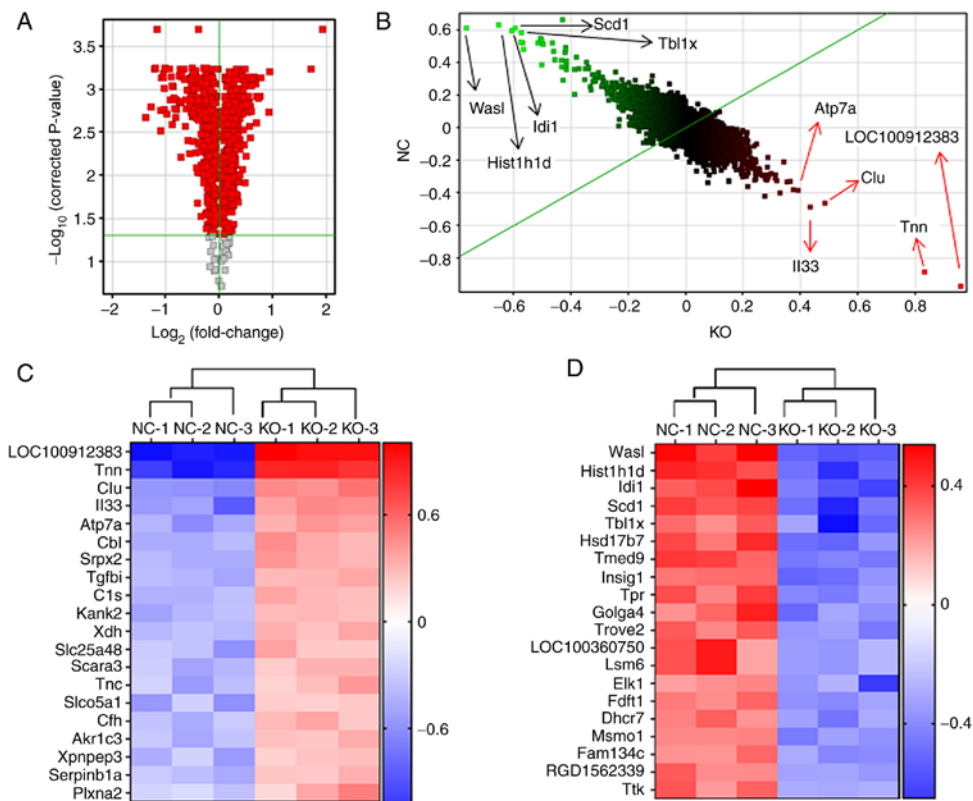 A
−Log10 (corrected P-value)
3.5
3.0
2.5
2.0
1.5
1
−2
−1
0
1
2
Log2 (fold-change)
B
NC
0.6
0.4
0.2
0
−0.2
−0.4
−0.6
−0.8
−0.6
−0.4
−0.2
0
0.2
0.4
0.6
0.8
KO
Scd1
Tbl1x
Wasl
Idi1
Hist1h1d
Atp7a
LOC100912383
Clu
Tnn
Il33
C
NC-1 NC-2 NC-3 KO-1 KO-2 KO-3
LOC100912383
Tnn
Clu
Il33
Atp7a
Cbl
Srpx2
Tgfbi
C1s
Kank2
Xdh
Slc25a48
Scara3
Tnc
Slco5a1
Cfh
Akr1c3
Xpnpep3
Serpinb1a
Plxna2
0.6
0
−0.6
D
NC-1 NC-2 NC-3 KO-1 KO-2 KO-3
Wasl
Hist1h1d
Idi1
Scd1
Tbl1x
Hsd17b7
Tmed9
Insig1
Tpr
Golga4
Trove2
LOC100360750
Lsm6
Elk1
Fdft1
Dhcr7
Msmo1
Fam134c
RGD1562339
Ttk
0.4
0
−0.4